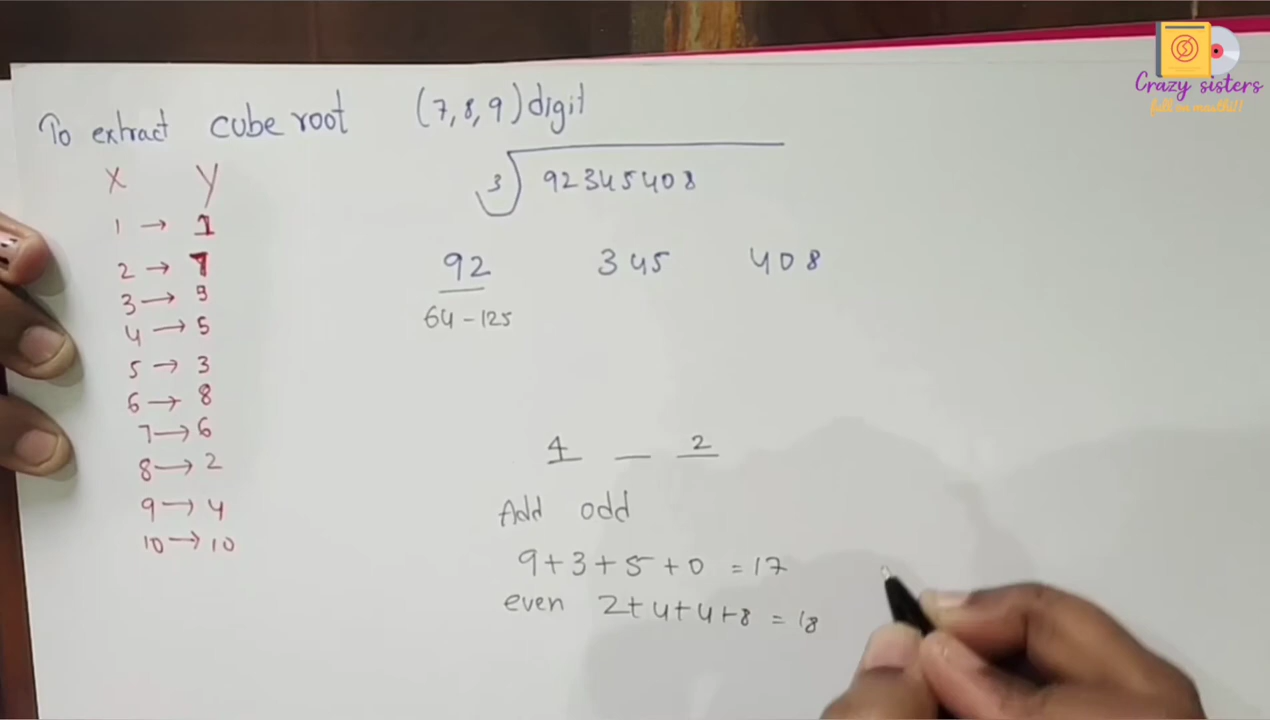 To extract cube root (7,8,9) digit
X Y
1 → 1
2 → 7
3 → 9
4 → 5
5 → 3
6 → 8
7 → 6
8 → 2
9 → 4
10 → 10
3 92345408
92 345 408
64-125
4 _ 2
Add odd
9+3+5+0 =17
even 2+4+4+8 =18
Crazy sisters